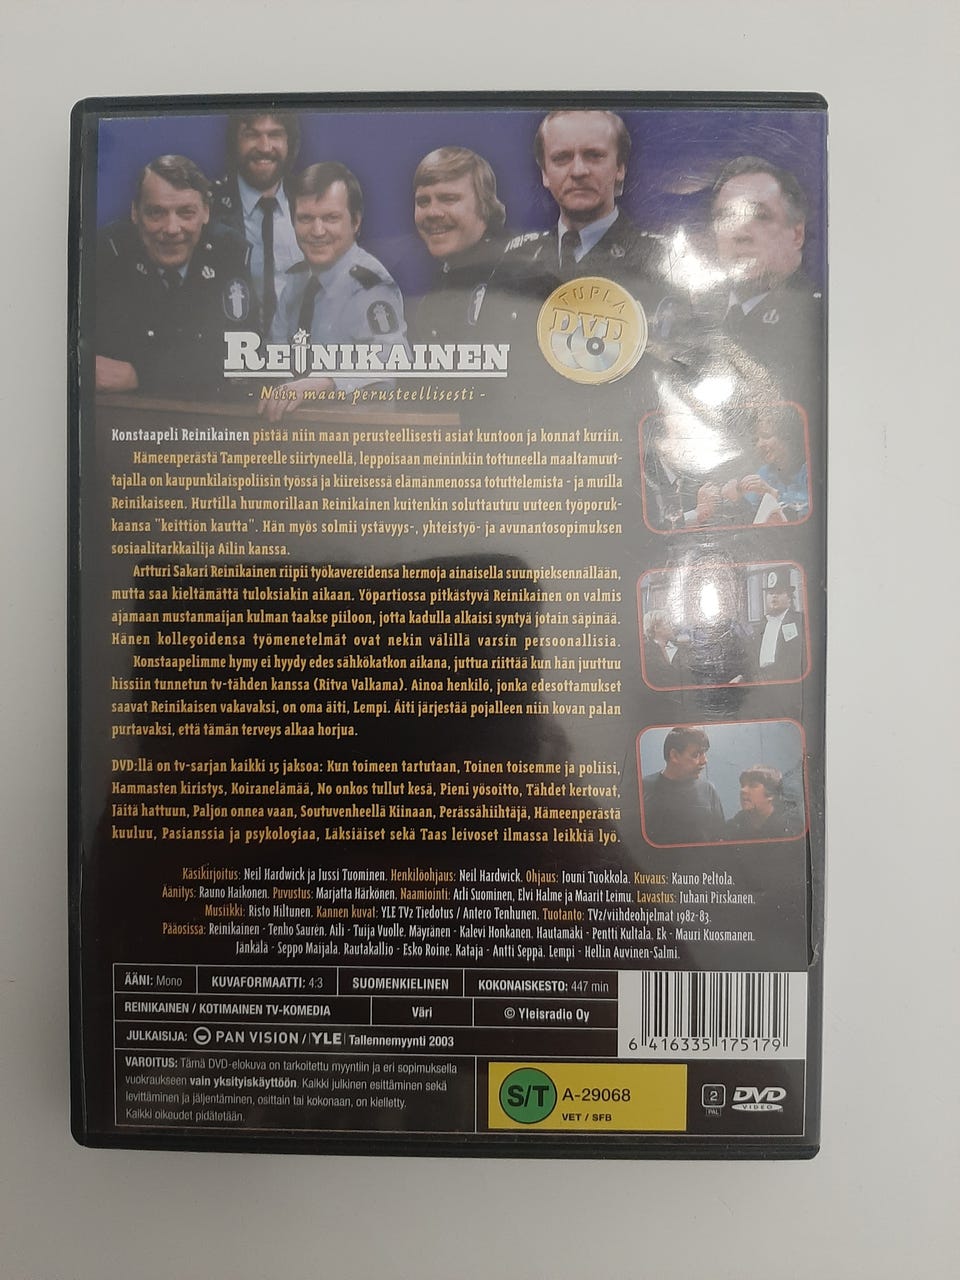 TUPLA
DVD
REINIKAINEN
- Niin maan perusteellisesti -
Konstaapeli Reinikainen pistää niin maan perusteellisesti asiat kuntoon ja konnat kuriin.
Hämeenperästä Tampereelle siirtyneellä, leppoisaan meininkiin tottuneella maaltamuut-
tajalla on kaupunkilaispoliisin työssä ja kiireisessä elämänmenossa totuttelemista - ja muilla
Reinikaiseen. Hurtilla huumorillaan Reinikainen kuitenkin soluttautuu uuteen työporuk-
kaansa "keittiön kautta". Hän myös solmii ystävyys-, yhteistyö- ja avunantosopimuksen
sosiaalitarkkailija Ailin kanssa.
Artturi Sakari Reinikainen riipii työkavereidensa hermoja ainaisella suunpieksennällään,
mutta saa kieltämättä tuloksiakin aikaan. Yöpartiossa pitkästyvä Reinikainen on valmis
ajamaan mustanmaijan kulman taakse piiloon, jotta kadulla alkaisi syntyä jotain säpinää.
Hänen kollegoidensa työmenetelmät ovat nekin välillä varsin persoonallisia.
Konstaapelimme hymy ei hyydy edes sähkökatkon aikana, juttua riittää kun hän juuttuu
hissiin tunnetun tv-tähden kanssa (Ritva Valkama). Ainoa henkilö, jonka edesottamukset
saavat Reinikaisen vakavaksi, on oma äiti, Lempi. Äiti järjestää pojalleen niin kovan palan
purtavaksi, että tämän terveys alkaa horjua.
DVD:llä on tv-sarjan kaikki 15 jaksoa: Kun toimeen tartutaan, Toinen toisemme ja poliisi,
Hammasten kiristys, Koiranelämää, No onkos tullut kesä, Pieni yösoitto, Tähdet kertovat,
Jäitä hattuun, Paljon onnea vaan, Soutuvenheellä Kiinaan, Perässähiihtäjä, Hämeenperästä
kuuluu, Pasianssia ja psykologiaa, Läksiäiset sekä Taas leivoset ilmassa leikkiä lyö.
Käsikirjoitus: Neil Hardwick ja Jussi Tuominen. Henkilöohjaus: Neil Hardwick. Ohjaus: Jouni Tuokkola. Kuvaus: Kauno Peltola.
Äänitys: Rauno Haikonen. Puvustus: Marjatta Härkönen. Naamiointi: Arli Suominen, Elvi Halme ja Maarit Leimu. Lavastus: Juhani Pirskanen.
Musiikki: Risto Hiltunen. Kannen kuvat: YLE TV2 Tiedotus / Antero Tenhunen. Tuotanto: TV2/viihdeohjelmat 1982-83.
Pääosissa: Reinikainen - Tenho Saurén. Aili - Tuija Vuolle. Mäyränen - Kalevi Honkanen. Hautamäki - Pentti Kultala. Ek - Mauri Kuosmanen.
Jänkälä - Seppo Maijala. Rautakallio - Esko Roine. Kataja - Antti Seppä. Lempi - Hellin Auvinen-Salmi.
ÄÄNI: Mono KUVAFORMAATTI: 4:3 SUOMENKIELINEN KOKONAISKESTO: 447 min
REINIKAINEN / KOTIMAINEN TV-KOMEDIA Väri © Yleisradio Oy
JULKAISIJA: PAN VISION / YLE Tallennemyynti 2003
6 416335 175179
VAROITUS: Tämä DVD-elokuva on tarkoitettu myyntiin ja eri sopimuksella
vuokraukseen vain yksityiskäyttöön. Kaikki julkinen esittäminen sekä
levittäminen ja jäljentäminen, osittain tai kokonaan, on kielletty.
Kaikki oikeudet pidätetään.
S/T A-29068
VET / SFB
2
PAL
DVD
VIDEO